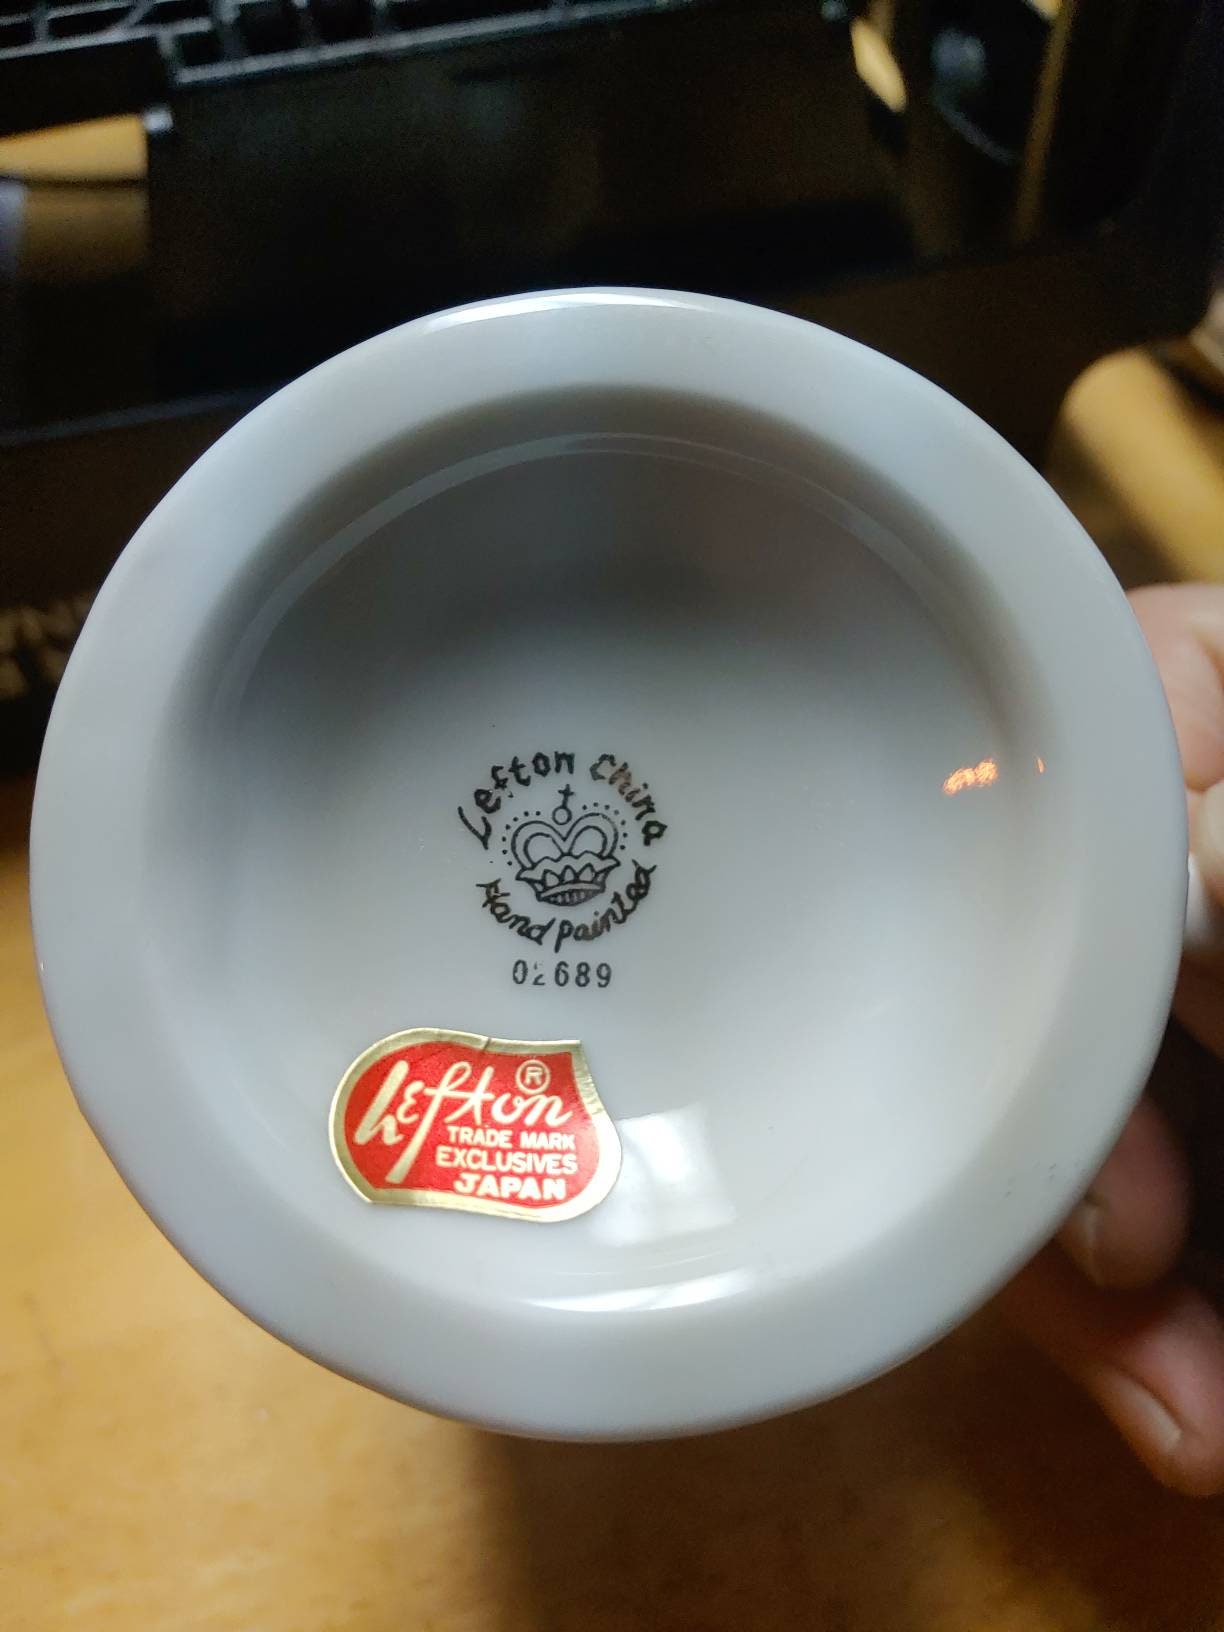 Lefton China
Hand painted
02689
Lefton ®
TRADE MARK
EXCLUSIVES
JAPAN